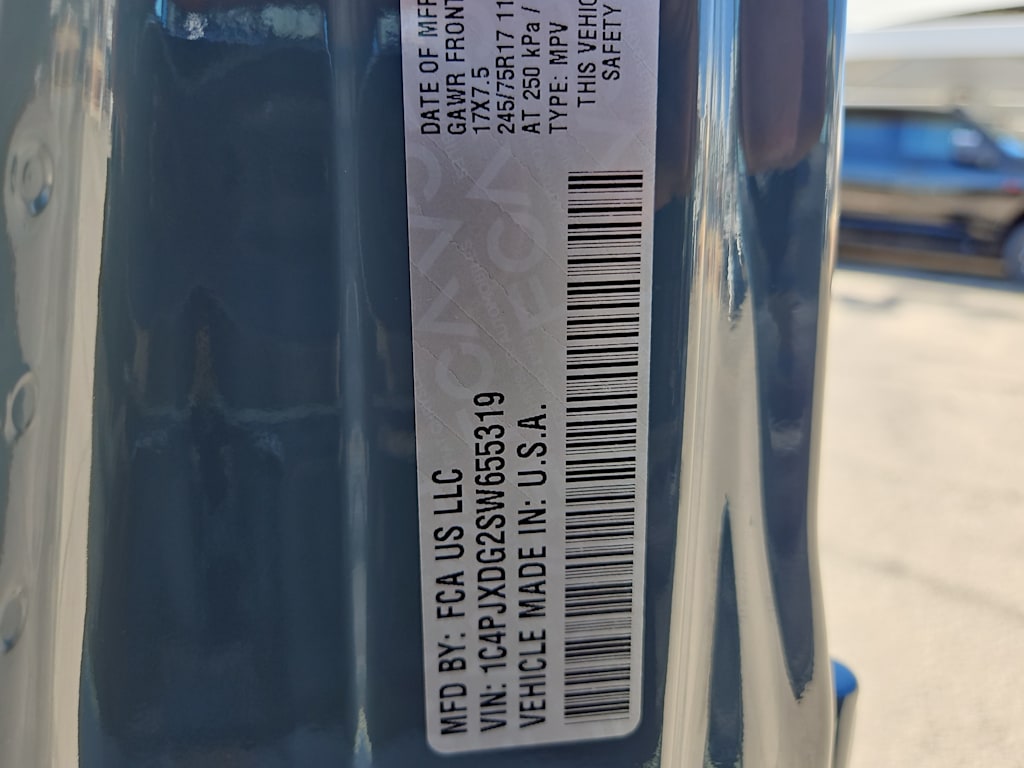 MFD BY: FCA US LLC
VIN: 1C4PJXDG2SW655319
VEHICLE MADE IN: U.S.A.
DATE OF MFR
GAWR FRONT
17X7.5
245/75R17 11
AT 250 kPa /
TYPE: MPV
THIS VEHIC
SAFETY